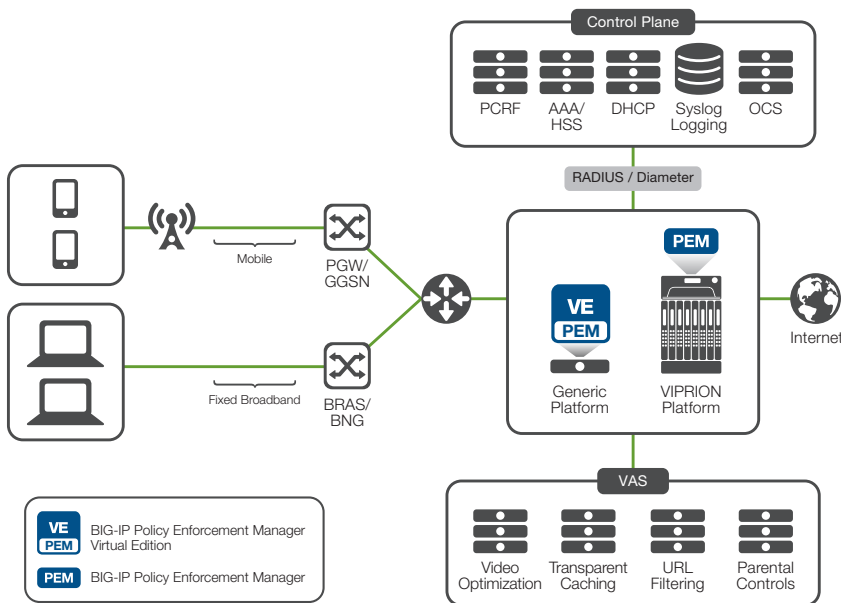 Control Plane
PCRF
AAA/
HSS
DHCP
Syslog
Logging
OCS
RADIUS / Diameter
Mobile
PGW/
GGSN
Fixed Broadband
BRAS/
BNG
VE
PEM
Generic
Platform
PEM
VIPRION
Platform
Internet
VAS
Video
Optimization
Transparent
Caching
URL
Filtering
Parental
Controls
VE
PEM
BIG-IP Policy Enforcement Manager
Virtual Edition
PEM
BIG-IP Policy Enforcement Manager